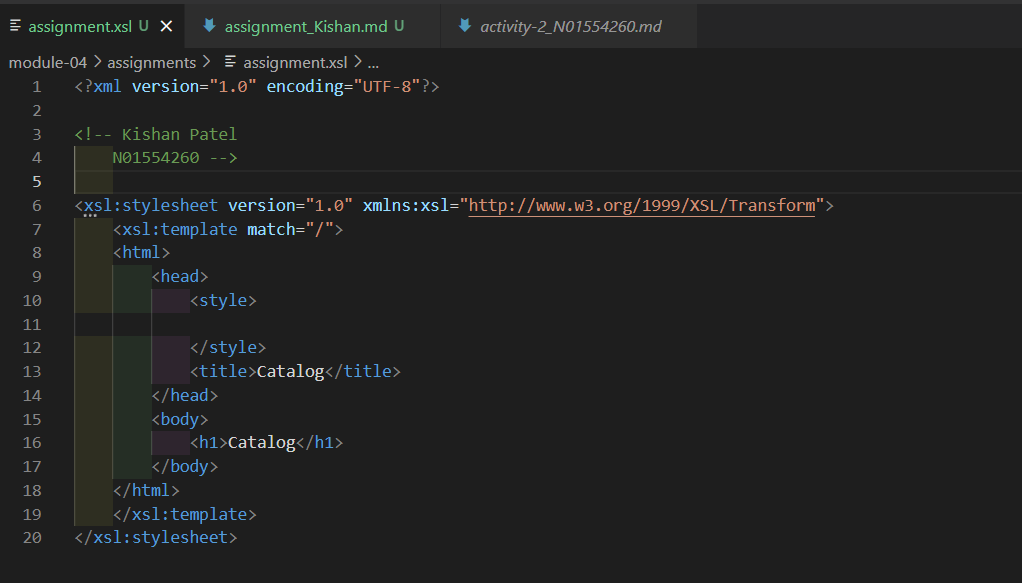 assignment.xsl U assignment_Kishan.md U activity-2_N01554260.md
module-04 > assignments > assignment.xsl > ...
1 <?xml version="1.0" encoding="UTF-8"?>
2
3 <!-- Kishan Patel
4 N01554260 -->
5
6 <xsl:stylesheet version="1.0" xmlns:xsl="http://www.w3.org/1999/XSL/Transform">
7 <xsl:template match="/">
8 <html>
9 <head>
10 <style>
11
12 </style>
13 <title>Catalog</title>
14 </head>
15 <body>
16 <h1>Catalog</h1>
17 </body>
18 </html>
19 </xsl:template>
20 </xsl:stylesheet>